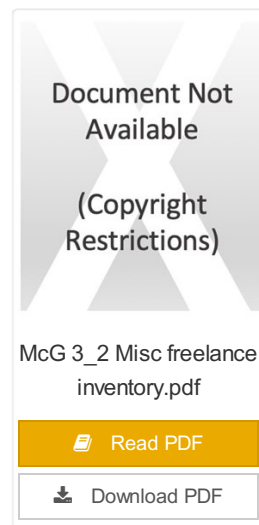 Document Not
Available
(Copyright
Restrictions)
McG 3_2 Misc freelance
inventory.pdf
Read PDF
Download PDF